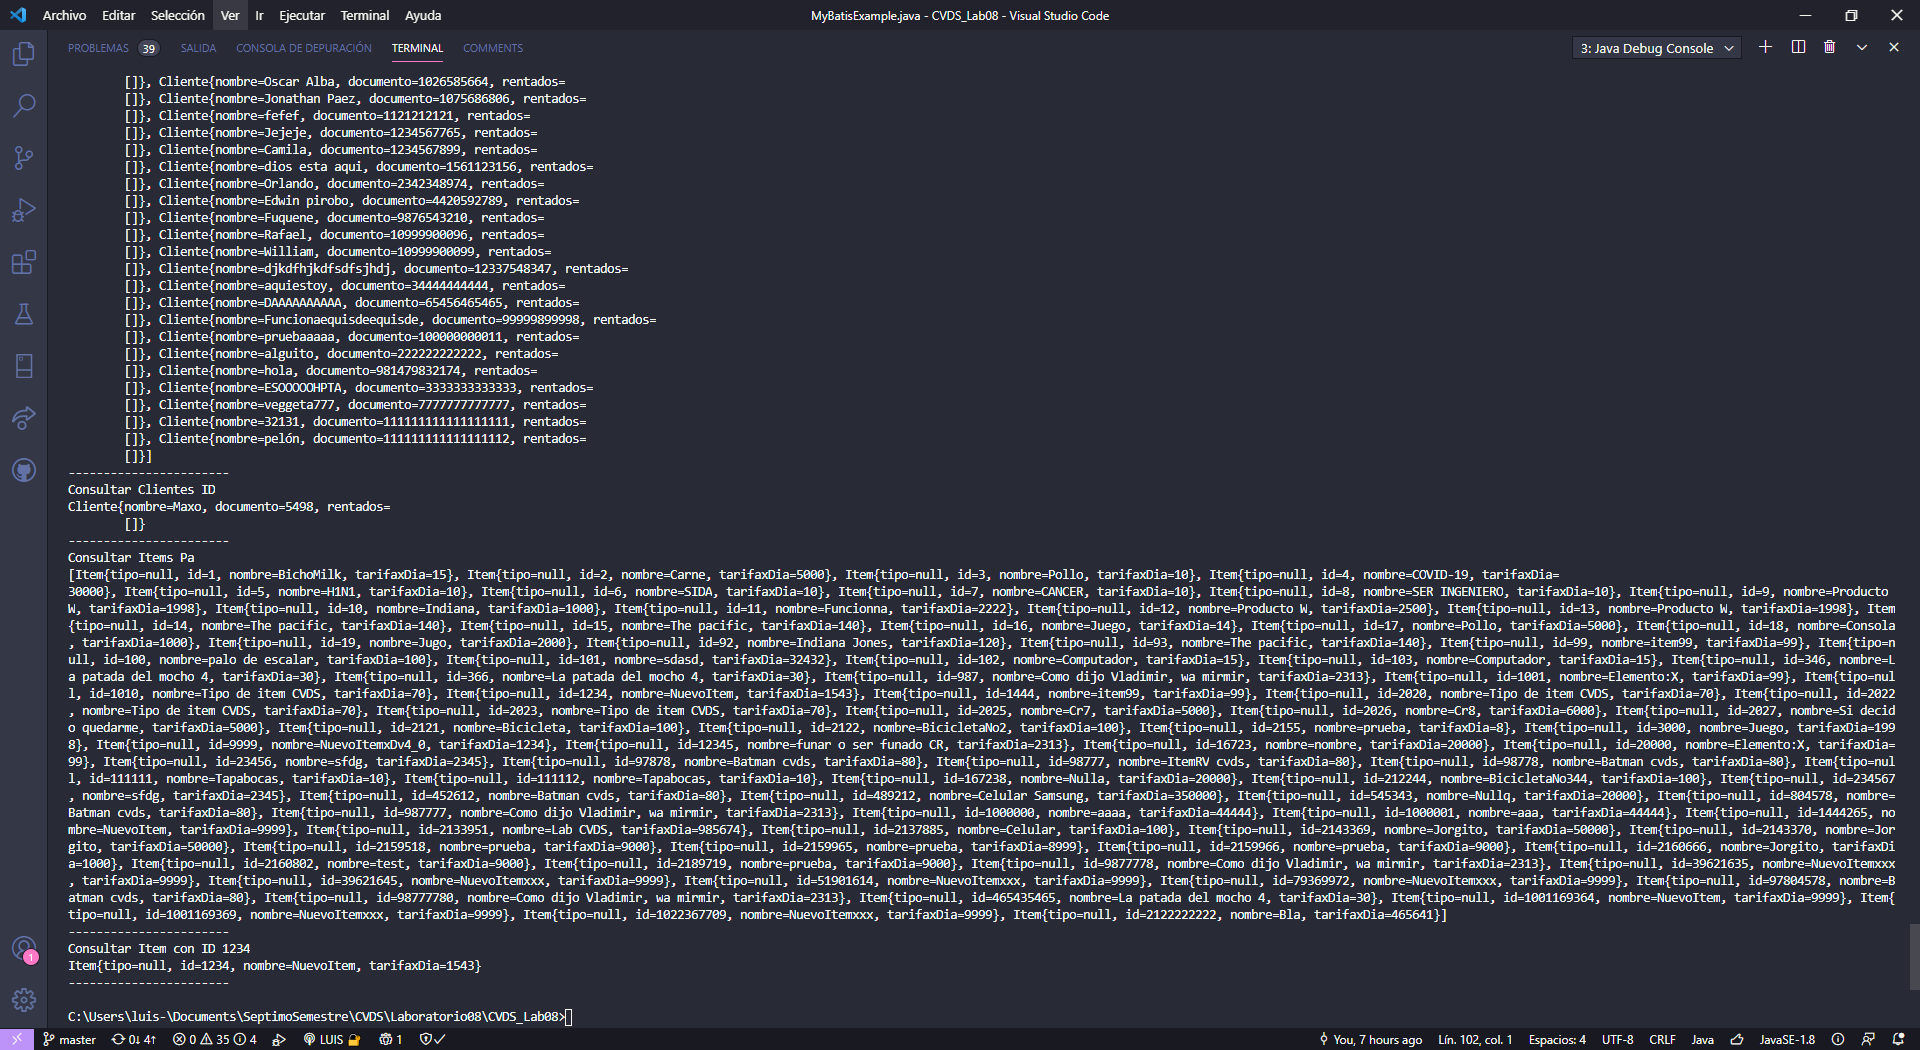 Archivo Editar Selección Ver Ir Ejecutar Terminal Ayuda
MyBatisExample.java - CVDS_Lab08 - Visual Studio Code
PROBLEMAS 39 SALIDA CONSOLA DE DEPURACIÓN TERMINAL COMMENTS
3: Java Debug Console
[]}, Cliente{nombre=Oscar Alba, documento=1026585664, rentados=
[]}, Cliente{nombre=Jonathan Paez, documento=1075686806, rentados=
[]}, Cliente{nombre=fefef, documento=1121212121, rentados=
[]}, Cliente{nombre=Jejeje, documento=1234567765, rentados=
[]}, Cliente{nombre=Camila, documento=1234567899, rentados=
[]}, Cliente{nombre=dios esta aqui, documento=1561123156, rentados=
[]}, Cliente{nombre=Orlando, documento=2342348974, rentados=
[]}, Cliente{nombre=Edwin pirobo, documento=4420592789, rentados=
[]}, Cliente{nombre=Fuquene, documento=9876543210, rentados=
[]}, Cliente{nombre=Rafael, documento=10999900096, rentados=
[]}, Cliente{nombre=William, documento=10999900099, rentados=
[]}, Cliente{nombre=djkdfhjkdfsdfsjhdj, documento=12337548347, rentados=
[]}, Cliente{nombre=aquiestoy, documento=34444444444, rentados=
[]}, Cliente{nombre=DAAAAAAAAAA, documento=65456465465, rentados=
[]}, Cliente{nombre=Funcionaequisdeequisde, documento=99999899998, rentados=
[]}, Cliente{nombre=pruebaaaaa, documento=100000000011, rentados=
[]}, Cliente{nombre=alguito, documento=222222222222, rentados=
[]}, Cliente{nombre=hola, documento=981479832174, rentados=
[]}, Cliente{nombre=ESOOOOOHPTA, documento=3333333333333, rentados=
[]}, Cliente{nombre=veggeta777, documento=7777777777777, rentados=
[]}, Cliente{nombre=32131, documento=111111111111111111, rentados=
[]}, Cliente{nombre=pelón, documento=111111111111111112, rentados=
[]}]
-----------------------
Consultar Clientes ID
Cliente{nombre=Maxo, documento=5498, rentados=
[]}
-----------------------
Consultar Items Pa
[Item{tipo=null, id=1, nombre=BichoMilk, tarifaxDia=15}, Item{tipo=null, id=2, nombre=Carne, tarifaxDia=5000}, Item{tipo=null, id=3, nombre=Pollo, tarifaxDia=10}, Item{tipo=null, id=4, nombre=COVID-19, tarifaxDia=
30000}, Item{tipo=null, id=5, nombre=H1N1, tarifaxDia=10}, Item{tipo=null, id=6, nombre=SIDA, tarifaxDia=10}, Item{tipo=null, id=7, nombre=CANCER, tarifaxDia=10}, Item{tipo=null, id=8, nombre=SER INGENIERO, tarifaxDia=10}, Item{tipo=null, id=9, nombre=Producto
W, tarifaxDia=1998}, Item{tipo=null, id=10, nombre=Indiana, tarifaxDia=1000}, Item{tipo=null, id=11, nombre=Funcionna, tarifaxDia=2222}, Item{tipo=null, id=12, nombre=Producto W, tarifaxDia=2500}, Item{tipo=null, id=13, nombre=Producto W, tarifaxDia=1998}, Item
{tipo=null, id=14, nombre=The pacific, tarifaxDia=140}, Item{tipo=null, id=15, nombre=The pacific, tarifaxDia=140}, Item{tipo=null, id=16, nombre=Juego, tarifaxDia=14}, Item{tipo=null, id=17, nombre=Pollo, tarifaxDia=5000}, Item{tipo=null, id=18, nombre=Consola
, tarifaxDia=1000}, Item{tipo=null, id=19, nombre=Jugo, tarifaxDia=2000}, Item{tipo=null, id=92, nombre=Indiana Jones, tarifaxDia=120}, Item{tipo=null, id=93, nombre=The pacific, tarifaxDia=140}, Item{tipo=null, id=99, nombre=item99, tarifaxDia=99}, Item{tipo=n
ull, id=100, nombre=palo de escalar, tarifaxDia=100}, Item{tipo=null, id=101, nombre=sdasd, tarifaxDia=32432}, Item{tipo=null, id=102, nombre=Computador, tarifaxDia=15}, Item{tipo=null, id=103, nombre=Computador, tarifaxDia=15}, Item{tipo=null, id=346, nombre=L
a patada del mocho 4, tarifaxDia=30}, Item{tipo=null, id=366, nombre=La patada del mocho 4, tarifaxDia=30}, Item{tipo=null, id=987, nombre=Como dijo Vladimir, wa mirmir, tarifaxDia=2313}, Item{tipo=null, id=1001, nombre=Elemento:X, tarifaxDia=99}, Item{tipo=nul
l, id=1010, nombre=Tipo de item CVDS, tarifaxDia=70}, Item{tipo=null, id=1234, nombre=NuevoItem, tarifaxDia=1543}, Item{tipo=null, id=1444, nombre=item99, tarifaxDia=99}, Item{tipo=null, id=2020, nombre=Tipo de item CVDS, tarifaxDia=70}, Item{tipo=null, id=2022
, nombre=Tipo de item CVDS, tarifaxDia=70}, Item{tipo=null, id=2023, nombre=Tipo de item CVDS, tarifaxDia=70}, Item{tipo=null, id=2025, nombre=Cr7, tarifaxDia=5000}, Item{tipo=null, id=2026, nombre=Cr8, tarifaxDia=6000}, Item{tipo=null, id=2027, nombre=Si decid
o quedarme, tarifaxDia=5000}, Item{tipo=null, id=2121, nombre=Bicicleta, tarifaxDia=100}, Item{tipo=null, id=2122, nombre=BicicletaNo2, tarifaxDia=100}, Item{tipo=null, id=2155, nombre=prueba, tarifaxDia=8}, Item{tipo=null, id=3000, nombre=Juego, tarifaxDia=199
8}, Item{tipo=null, id=9999, nombre=NuevoItemxDv4_0, tarifaxDia=1234}, Item{tipo=null, id=12345, nombre=funar o ser funado CR, tarifaxDia=2313}, Item{tipo=null, id=16723, nombre=nombre, tarifaxDia=20000}, Item{tipo=null, id=20000, nombre=Elemento:X, tarifaxDia=
99}, Item{tipo=null, id=23456, nombre=sfdg, tarifaxDia=2345}, Item{tipo=null, id=97878, nombre=Batman cvds, tarifaxDia=80}, Item{tipo=null, id=98777, nombre=ItemRV cvds, tarifaxDia=80}, Item{tipo=null, id=98778, nombre=Batman cvds, tarifaxDia=80}, Item{tipo=nul
l, id=111111, nombre=Tapabocas, tarifaxDia=10}, Item{tipo=null, id=111112, nombre=Tapabocas, tarifaxDia=10}, Item{tipo=null, id=167238, nombre=Nulla, tarifaxDia=20000}, Item{tipo=null, id=212244, nombre=BicicletaNo344, tarifaxDia=100}, Item{tipo=null, id=234567
, nombre=sfdg, tarifaxDia=2345}, Item{tipo=null, id=452612, nombre=Batman cvds, tarifaxDia=80}, Item{tipo=null, id=489212, nombre=Celular Samsung, tarifaxDia=350000}, Item{tipo=null, id=545343, nombre=Nullq, tarifaxDia=20000}, Item{tipo=null, id=804578, nombre=
Batman cvds, tarifaxDia=80}, Item{tipo=null, id=987777, nombre=Como dijo Vladimir, wa mirmir, tarifaxDia=2313}, Item{tipo=null, id=1000000, nombre=aaaa, tarifaxDia=44444}, Item{tipo=null, id=1000001, nombre=aaa, tarifaxDia=44444}, Item{tipo=null, id=1444265, no
mbre=NuevoItem, tarifaxDia=9999}, Item{tipo=null, id=2133951, nombre=Lab CVDS, tarifaxDia=985674}, Item{tipo=null, id=2137885, nombre=Celular, tarifaxDia=100}, Item{tipo=null, id=2143369, nombre=Jorgito, tarifaxDia=50000}, Item{tipo=null, id=2143370, nombre=Jor
gito, tarifaxDia=50000}, Item{tipo=null, id=2159518, nombre=prueba, tarifaxDia=9000}, Item{tipo=null, id=2159965, nombre=prueba, tarifaxDia=8999}, Item{tipo=null, id=2159966, nombre=prueba, tarifaxDia=9000}, Item{tipo=null, id=2160666, nombre=Jorgito, tarifaxDi
a=1000}, Item{tipo=null, id=2160802, nombre=test, tarifaxDia=9000}, Item{tipo=null, id=2189719, nombre=prueba, tarifaxDia=9000}, Item{tipo=null, id=9877778, nombre=Como dijo Vladimir, wa mirmir, tarifaxDia=2313}, Item{tipo=null, id=39621635, nombre=NuevoItemxxx
, tarifaxDia=9999}, Item{tipo=null, id=39621645, nombre=NuevoItemxxx, tarifaxDia=9999}, Item{tipo=null, id=51901614, nombre=NuevoItemxxx, tarifaxDia=9999}, Item{tipo=null, id=79369972, nombre=NuevoItemxxx, tarifaxDia=9999}, Item{tipo=null, id=97804578, nombre=B
atman cvds, tarifaxDia=80}, Item{tipo=null, id=98777780, nombre=Como dijo Vladimir, wa mirmir, tarifaxDia=2313}, Item{tipo=null, id=465435465, nombre=La patada del mocho 4, tarifaxDia=30}, Item{tipo=null, id=1001169364, nombre=NuevoItem, tarifaxDia=9999}, Item{
tipo=null, id=1001169369, nombre=NuevoItemxxx, tarifaxDia=9999}, Item{tipo=null, id=1022367709, nombre=NuevoItemxxx, tarifaxDia=9999}, Item{tipo=null, id=2122222222, nombre=Bla, tarifaxDia=465641}]
-----------------------
Consultar Item con ID 1234
Item{tipo=null, id=1234, nombre=NuevoItem, tarifaxDia=1543}
-----------------------
C:\Users\luis-\Documents\SeptimoSemestre\CVDS\Laboratorio08\CVDS_Lab08>
1
master 0↓ 4↑ 0 35 4 LUIS 1 You, 7 hours ago Lín. 102, col. 1 Espacios: 4 UTF-8 CRLF Java JavaSE-1.8